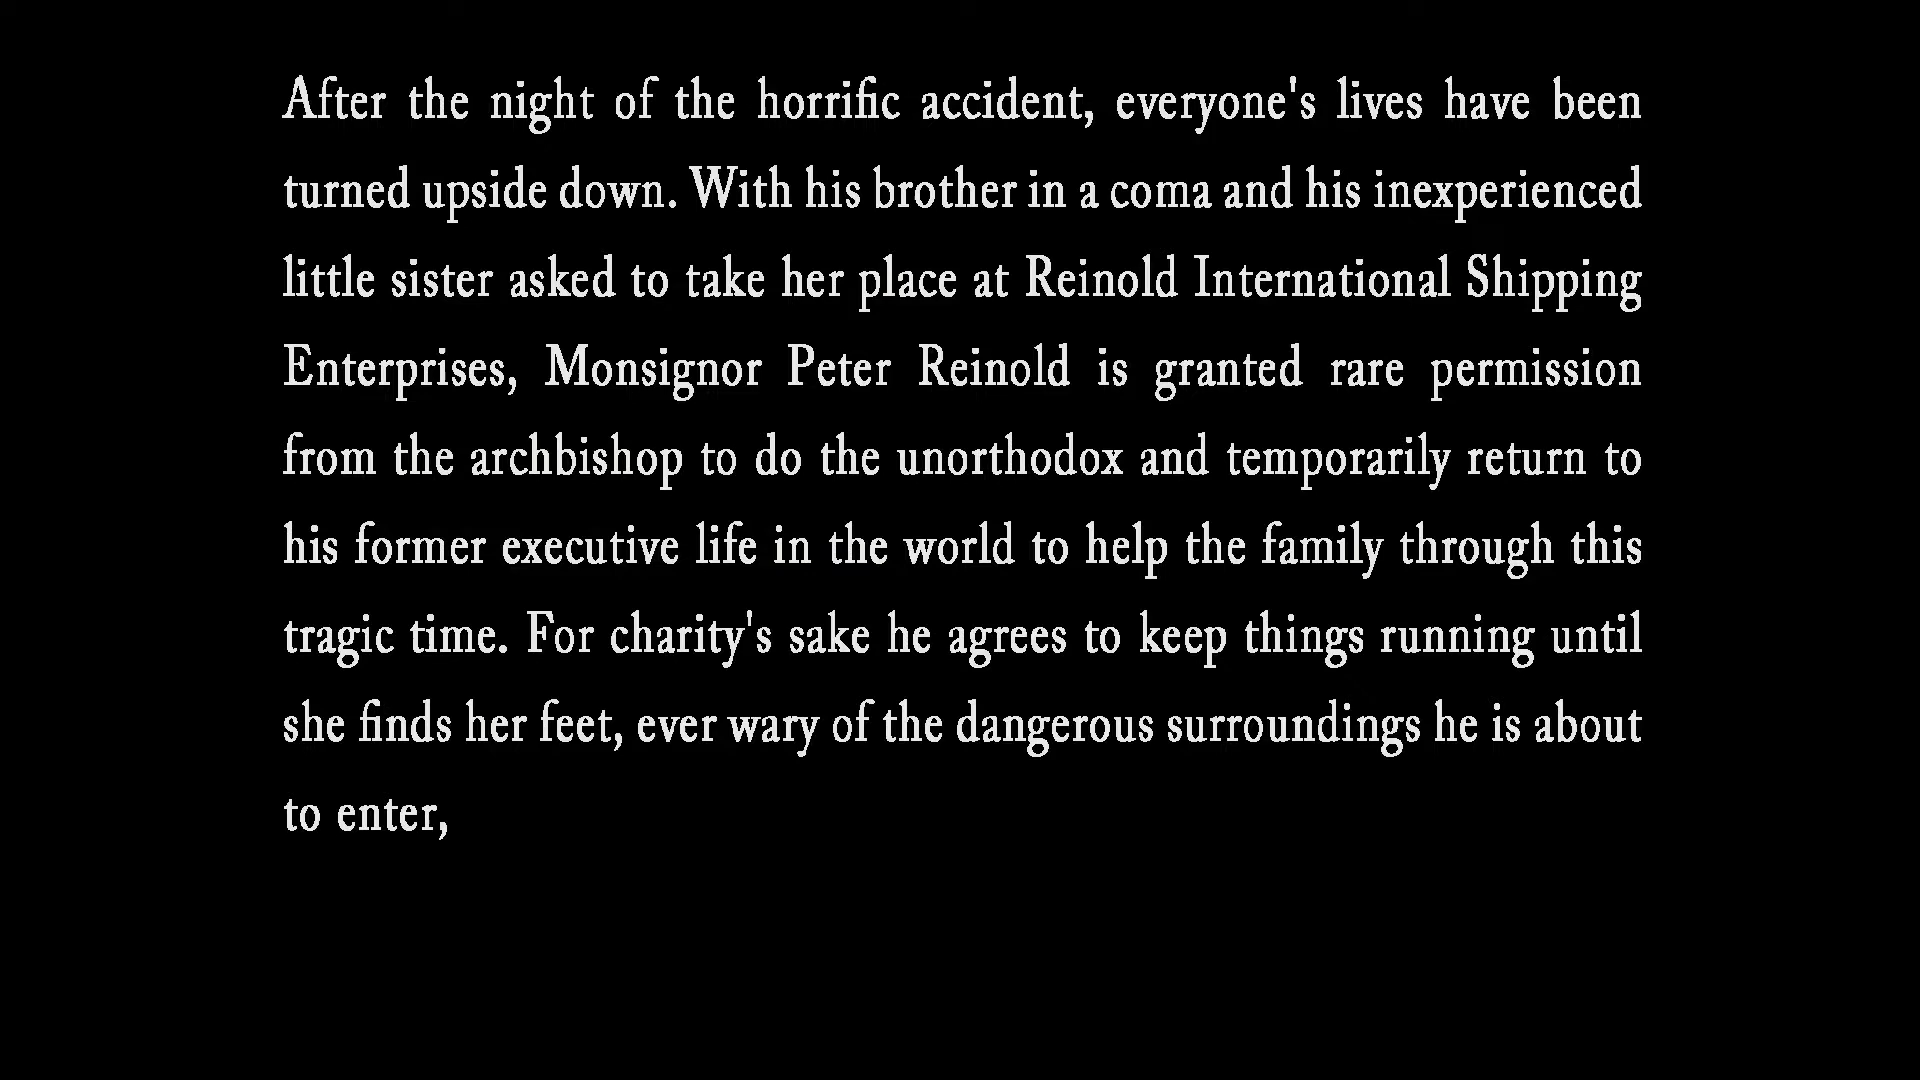 After the night of the horrific accident, everyone's lives have been
turned upside down. With his brother in a coma and his inexperienced
little sister asked to take her place at Reinold International Shipping
Enterprises, Monsignor Peter Reinold is granted rare permission
from the archbishop to do the unorthodox and temporarily return to
his former executive life in the world to help the family through this
tragic time. For charity's sake he agrees to keep things running until
she finds her feet, ever wary of the dangerous surroundings he is about
to enter,